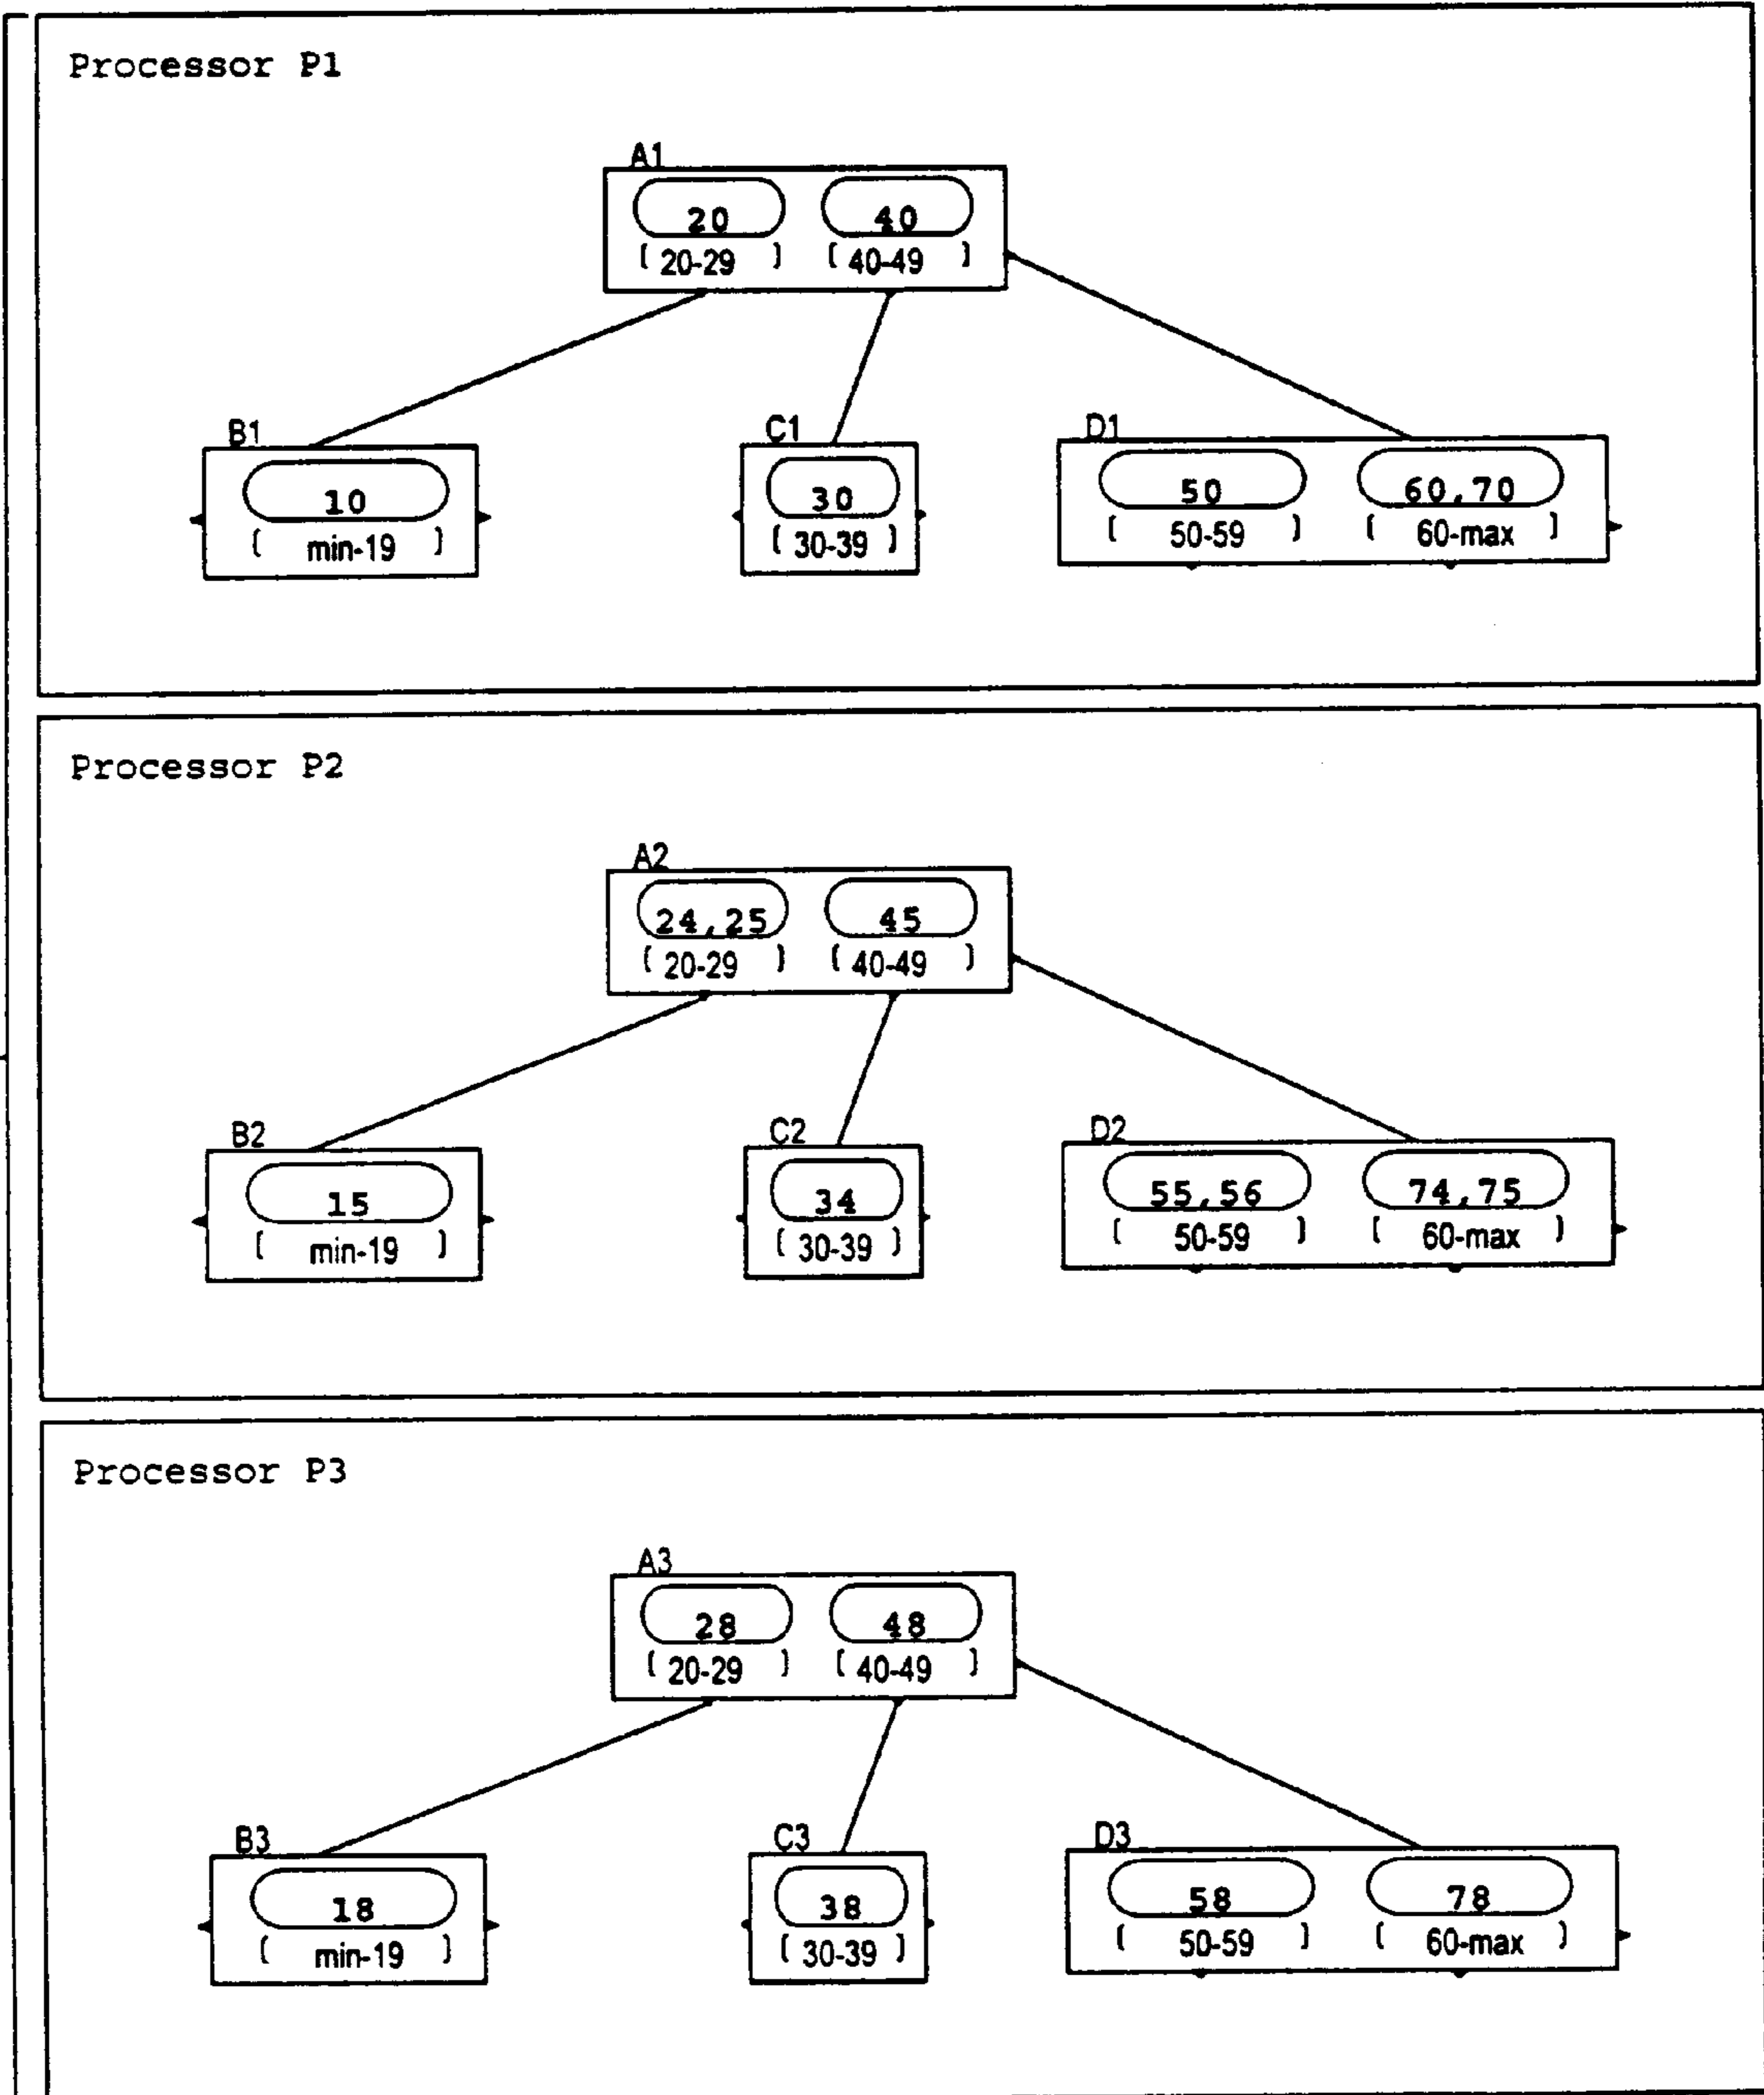 Processor P1
A1
20 40
[ 20-29 ] [ 40-49 ]
B1 C1 D1
10 30 50 60,70
[ min-19 ] [ 30-39 ] [ 50-59 ] [ 60-max ]
Processor P2
A2
24,25 45
[ 20-29 ] [ 40-49 ]
B2 C2 D2
15 34 55,56 74,75
[ min-19 ] [ 30-39 ] [ 50-59 ] [ 60-max ]
Processor P3
A3
28 48
[ 20-29 ] [ 40-49 ]
B3 C3 D3
18 38 58 78
[ min-19 ] [ 30-39 ] [ 50-59 ] [ 60-max ]